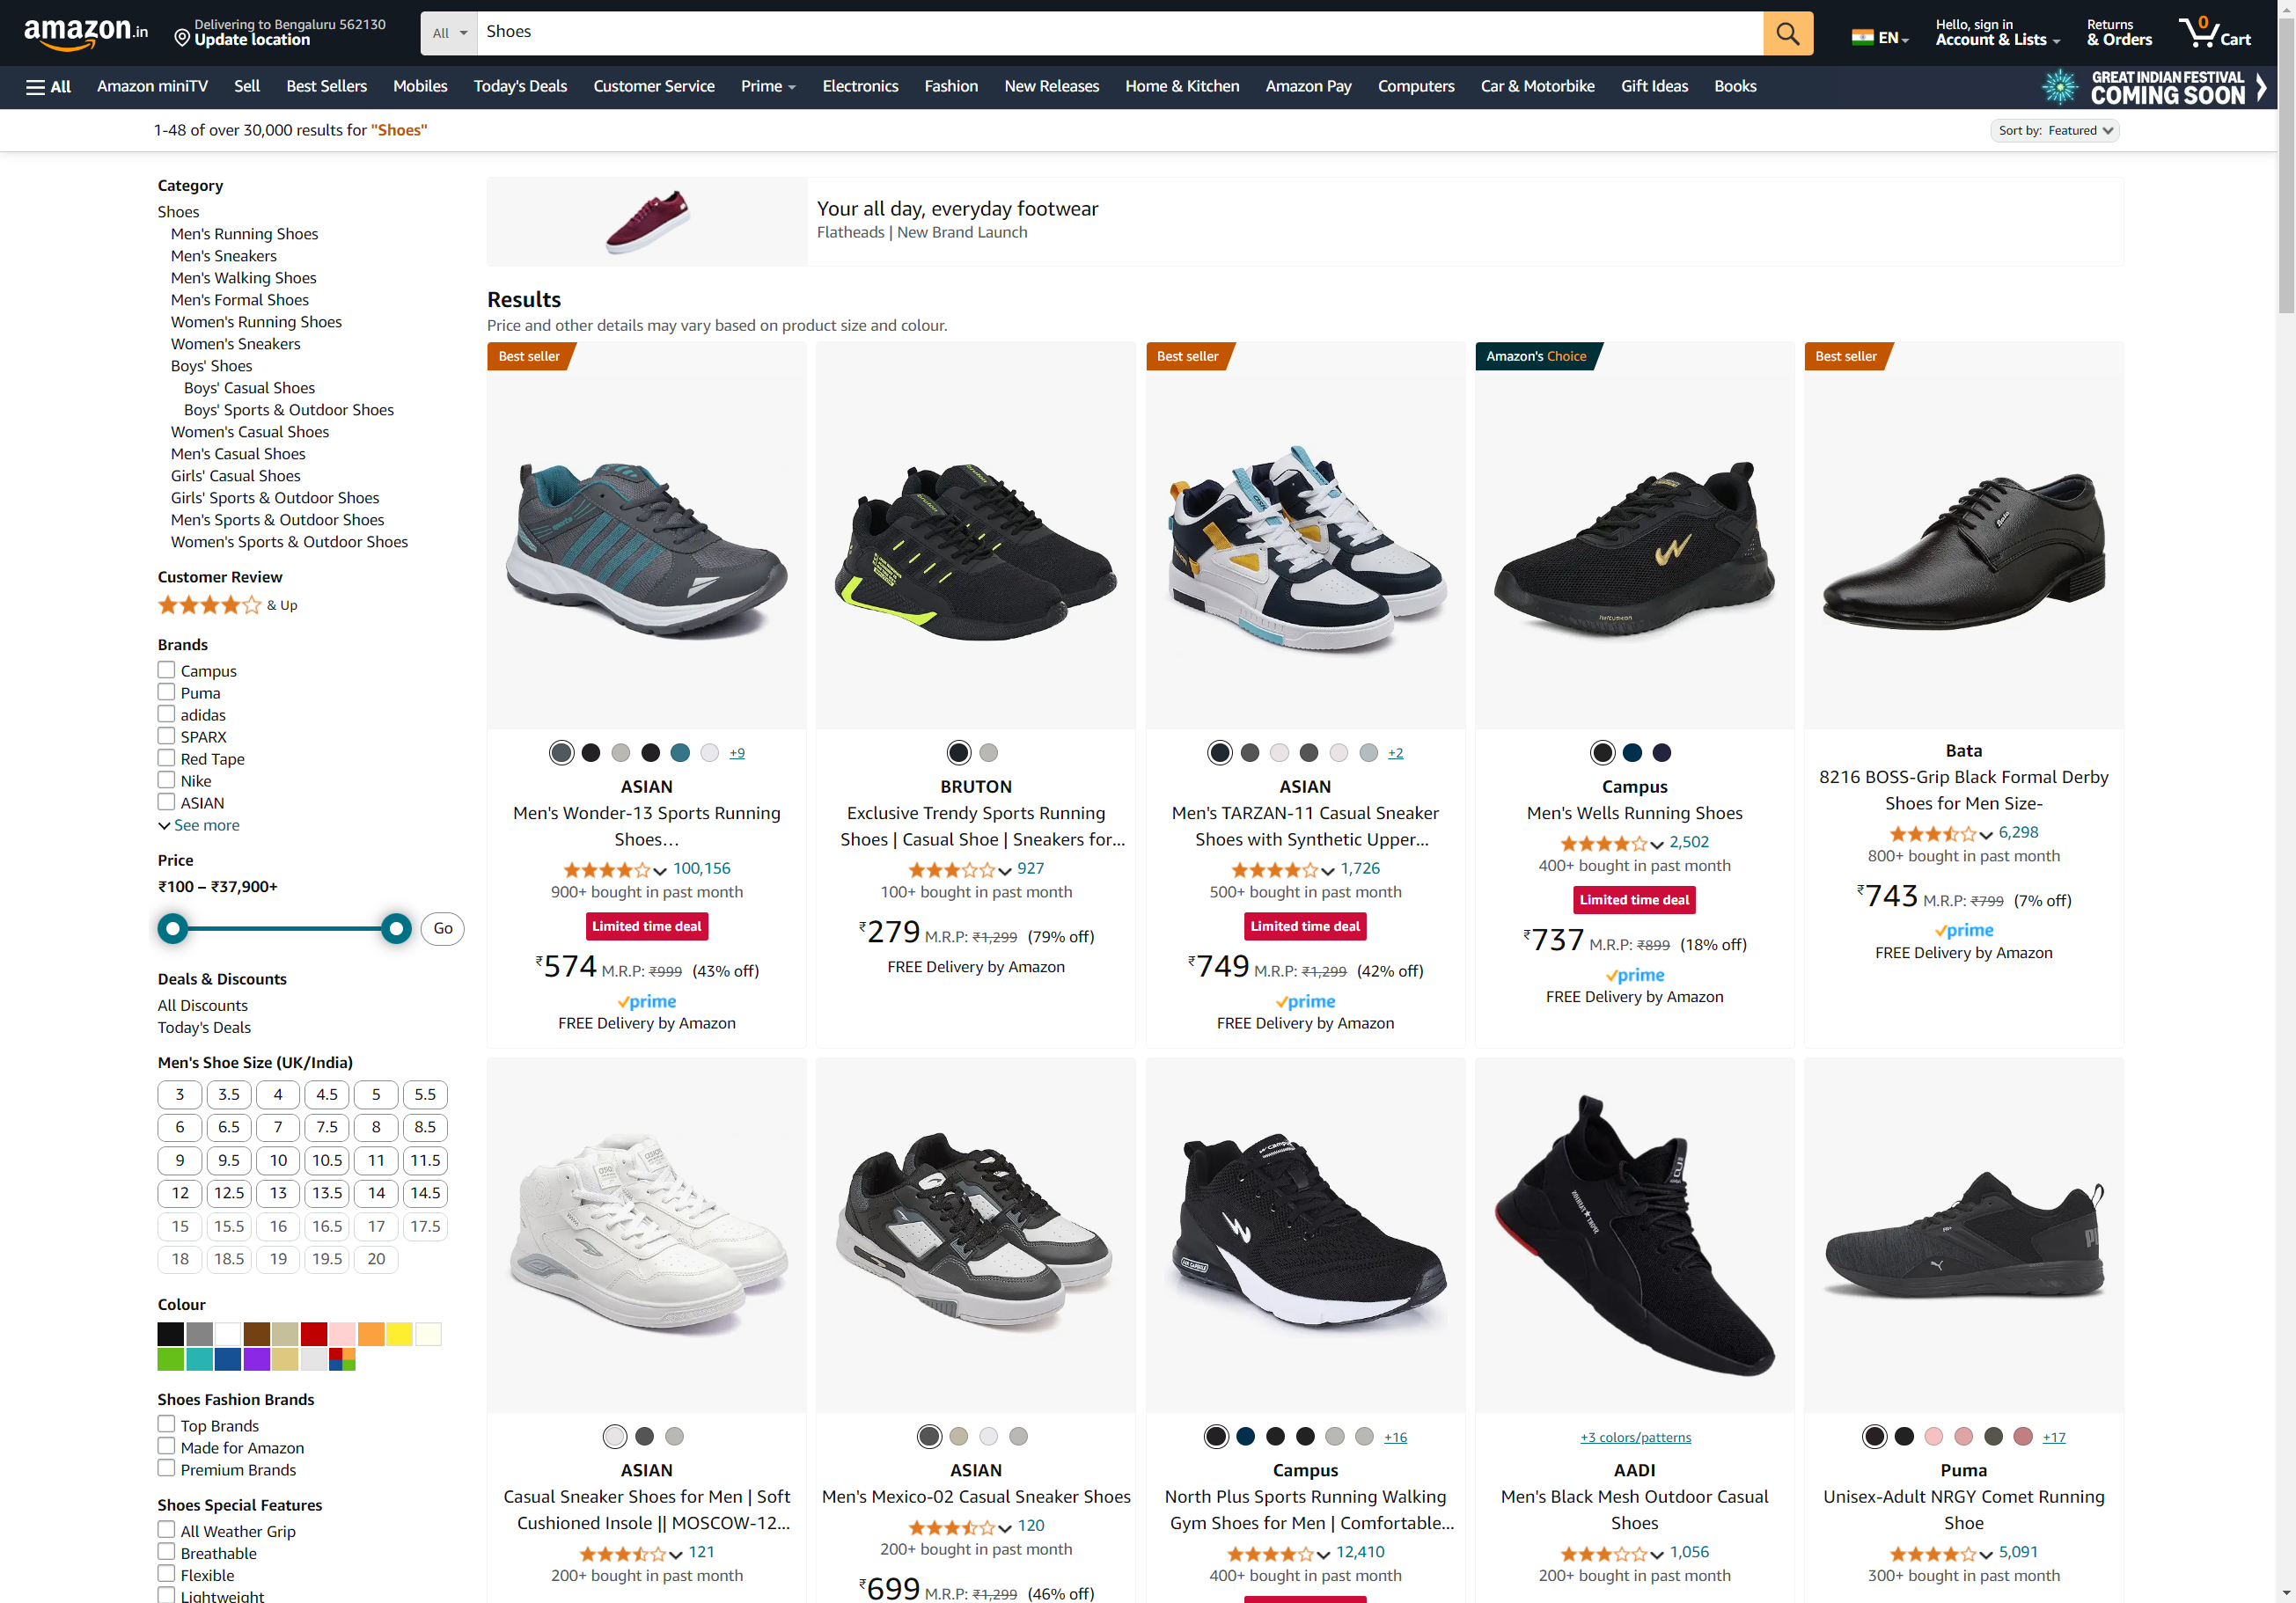 amazon.in
Delivering to Bengaluru 562130
Update location
All
Shoes
EN
Hello, sign in
Account & Lists
Returns
& Orders
0
Cart
All
Amazon miniTV
Sell
Best Sellers
Mobiles
Today's Deals
Customer Service
Prime
Electronics
Fashion
New Releases
Home & Kitchen
Amazon Pay
Computers
Car & Motorbike
Gift Ideas
Books
GREAT INDIAN FESTIVAL
COMING SOON
1-48 of over 30,000 results for "Shoes"
Sort by: Featured
Category
Shoes
Men's Running Shoes
Men's Sneakers
Men's Walking Shoes
Men's Formal Shoes
Women's Running Shoes
Women's Sneakers
Boys' Shoes
Boys' Casual Shoes
Boys' Sports & Outdoor Shoes
Women's Casual Shoes
Men's Casual Shoes
Girls' Casual Shoes
Girls' Sports & Outdoor Shoes
Men's Sports & Outdoor Shoes
Women's Sports & Outdoor Shoes
Customer Review
& Up
Brands
Campus
Puma
adidas
SPARX
Red Tape
Nike
ASIAN
See more
Price
₹100 – ₹37,900+
Go
Deals & Discounts
All Discounts
Today's Deals
Men's Shoe Size (UK/India)
3 3.5 4 4.5 5 5.5
6 6.5 7 7.5 8 8.5
9 9.5 10 10.5 11 11.5
12 12.5 13 13.5 14 14.5
15 15.5 16 16.5 17 17.5
18 18.5 19 19.5 20
Colour
Shoes Fashion Brands
Top Brands
Made for Amazon
Premium Brands
Shoes Special Features
All Weather Grip
Breathable
Flexible
Lightweight
Your all day, everyday footwear
Flatheads | New Brand Launch
Results
Price and other details may vary based on product size and colour.
Best seller
+9
ASIAN
Men's Wonder-13 Sports Running
Shoes…
100,156
900+ bought in past month
Limited time deal
₹574 M.R.P: ₹999 (43% off)
prime
FREE Delivery by Amazon
BRUTON
Exclusive Trendy Sports Running
Shoes | Casual Shoe | Sneakers for...
927
100+ bought in past month
₹279 M.R.P: ₹1,299 (79% off)
FREE Delivery by Amazon
Best seller
+2
ASIAN
Men's TARZAN-11 Casual Sneaker
Shoes with Synthetic Upper...
1,726
500+ bought in past month
Limited time deal
₹749 M.R.P: ₹1,299 (42% off)
prime
FREE Delivery by Amazon
Amazon's Choice
Campus
Men's Wells Running Shoes
2,502
400+ bought in past month
Limited time deal
₹737 M.R.P: ₹899 (18% off)
prime
FREE Delivery by Amazon
Best seller
Bata
Bata
8216 BOSS-Grip Black Formal Derby
Shoes for Men Size-
6,298
800+ bought in past month
₹743 M.R.P: ₹799 (7% off)
prime
FREE Delivery by Amazon
ASIAN
Casual Sneaker Shoes for Men | Soft
Cushioned Insole || MOSCOW-12...
121
200+ bought in past month
ASIAN
Men's Mexico-02 Casual Sneaker Shoes
120
200+ bought in past month
₹699 M.R.P: ₹1,299 (46% off)
campus
+16
Campus
North Plus Sports Running Walking
Gym Shoes for Men | Comfortable...
12,410
400+ bought in past month
+3 colors/patterns
AADI
Men's Black Mesh Outdoor Casual
Shoes
1,056
200+ bought in past month
+17
Puma
Unisex-Adult NRGY Comet Running
Shoe
5,091
300+ bought in past month